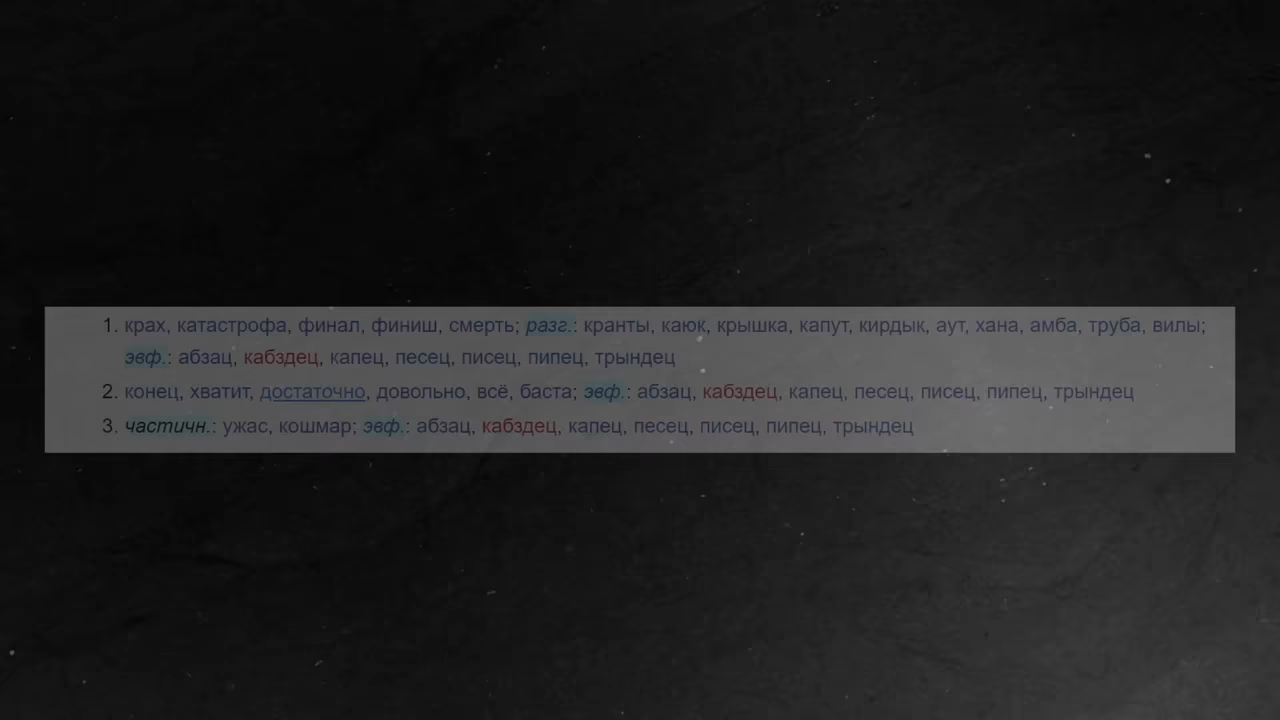 1. крах, катастрофа, финал, финиш, смерть; разг.: кранты, каюк, крышка, капут, кирдык, аут, хана, амба, труба, вилы;
эвф.: абзац, кабздец, капец, песец, писец, пипец, трындец
2. конец, хватит, достаточно, довольно, всё, баста; эвф.: абзац, кабздец, капец, песец, писец, пипец, трындец
3. частичн.: ужас, кошмар; эвф.: абзац, кабздец, капец, песец, писец, пипец, трындец